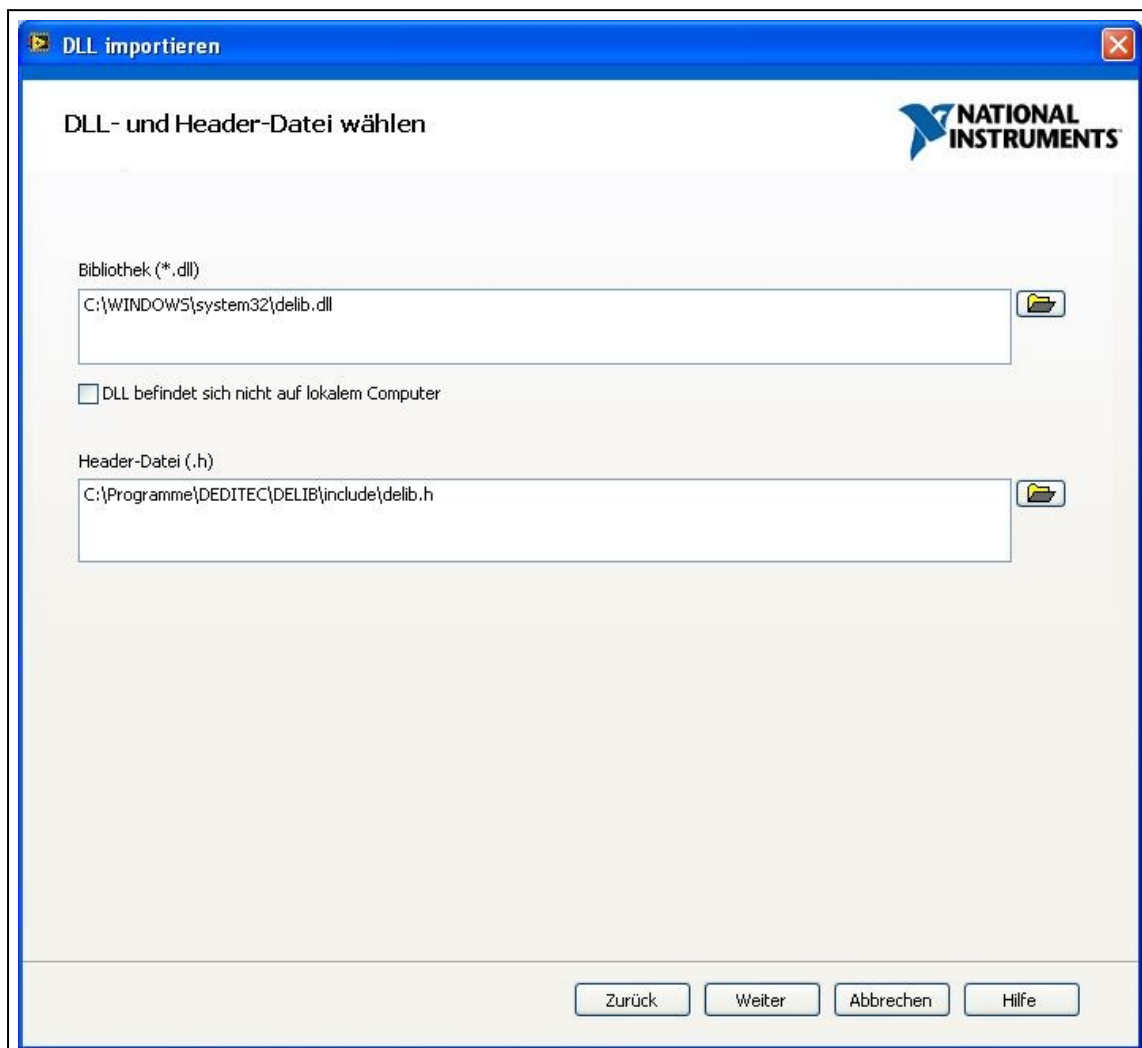 DLL importieren
DLL- und Header-Datei wählen
NATIONAL
INSTRUMENTS
Bibliothek (*.dll)
C:\WINDOWS\system32\delib.dll
DLL befindet sich nicht auf lokalem Computer
Header-Datei (.h)
C:\Programme\DEDITEC\DELIB\include\delib.h
Zurück Weiter Abbrechen Hilfe